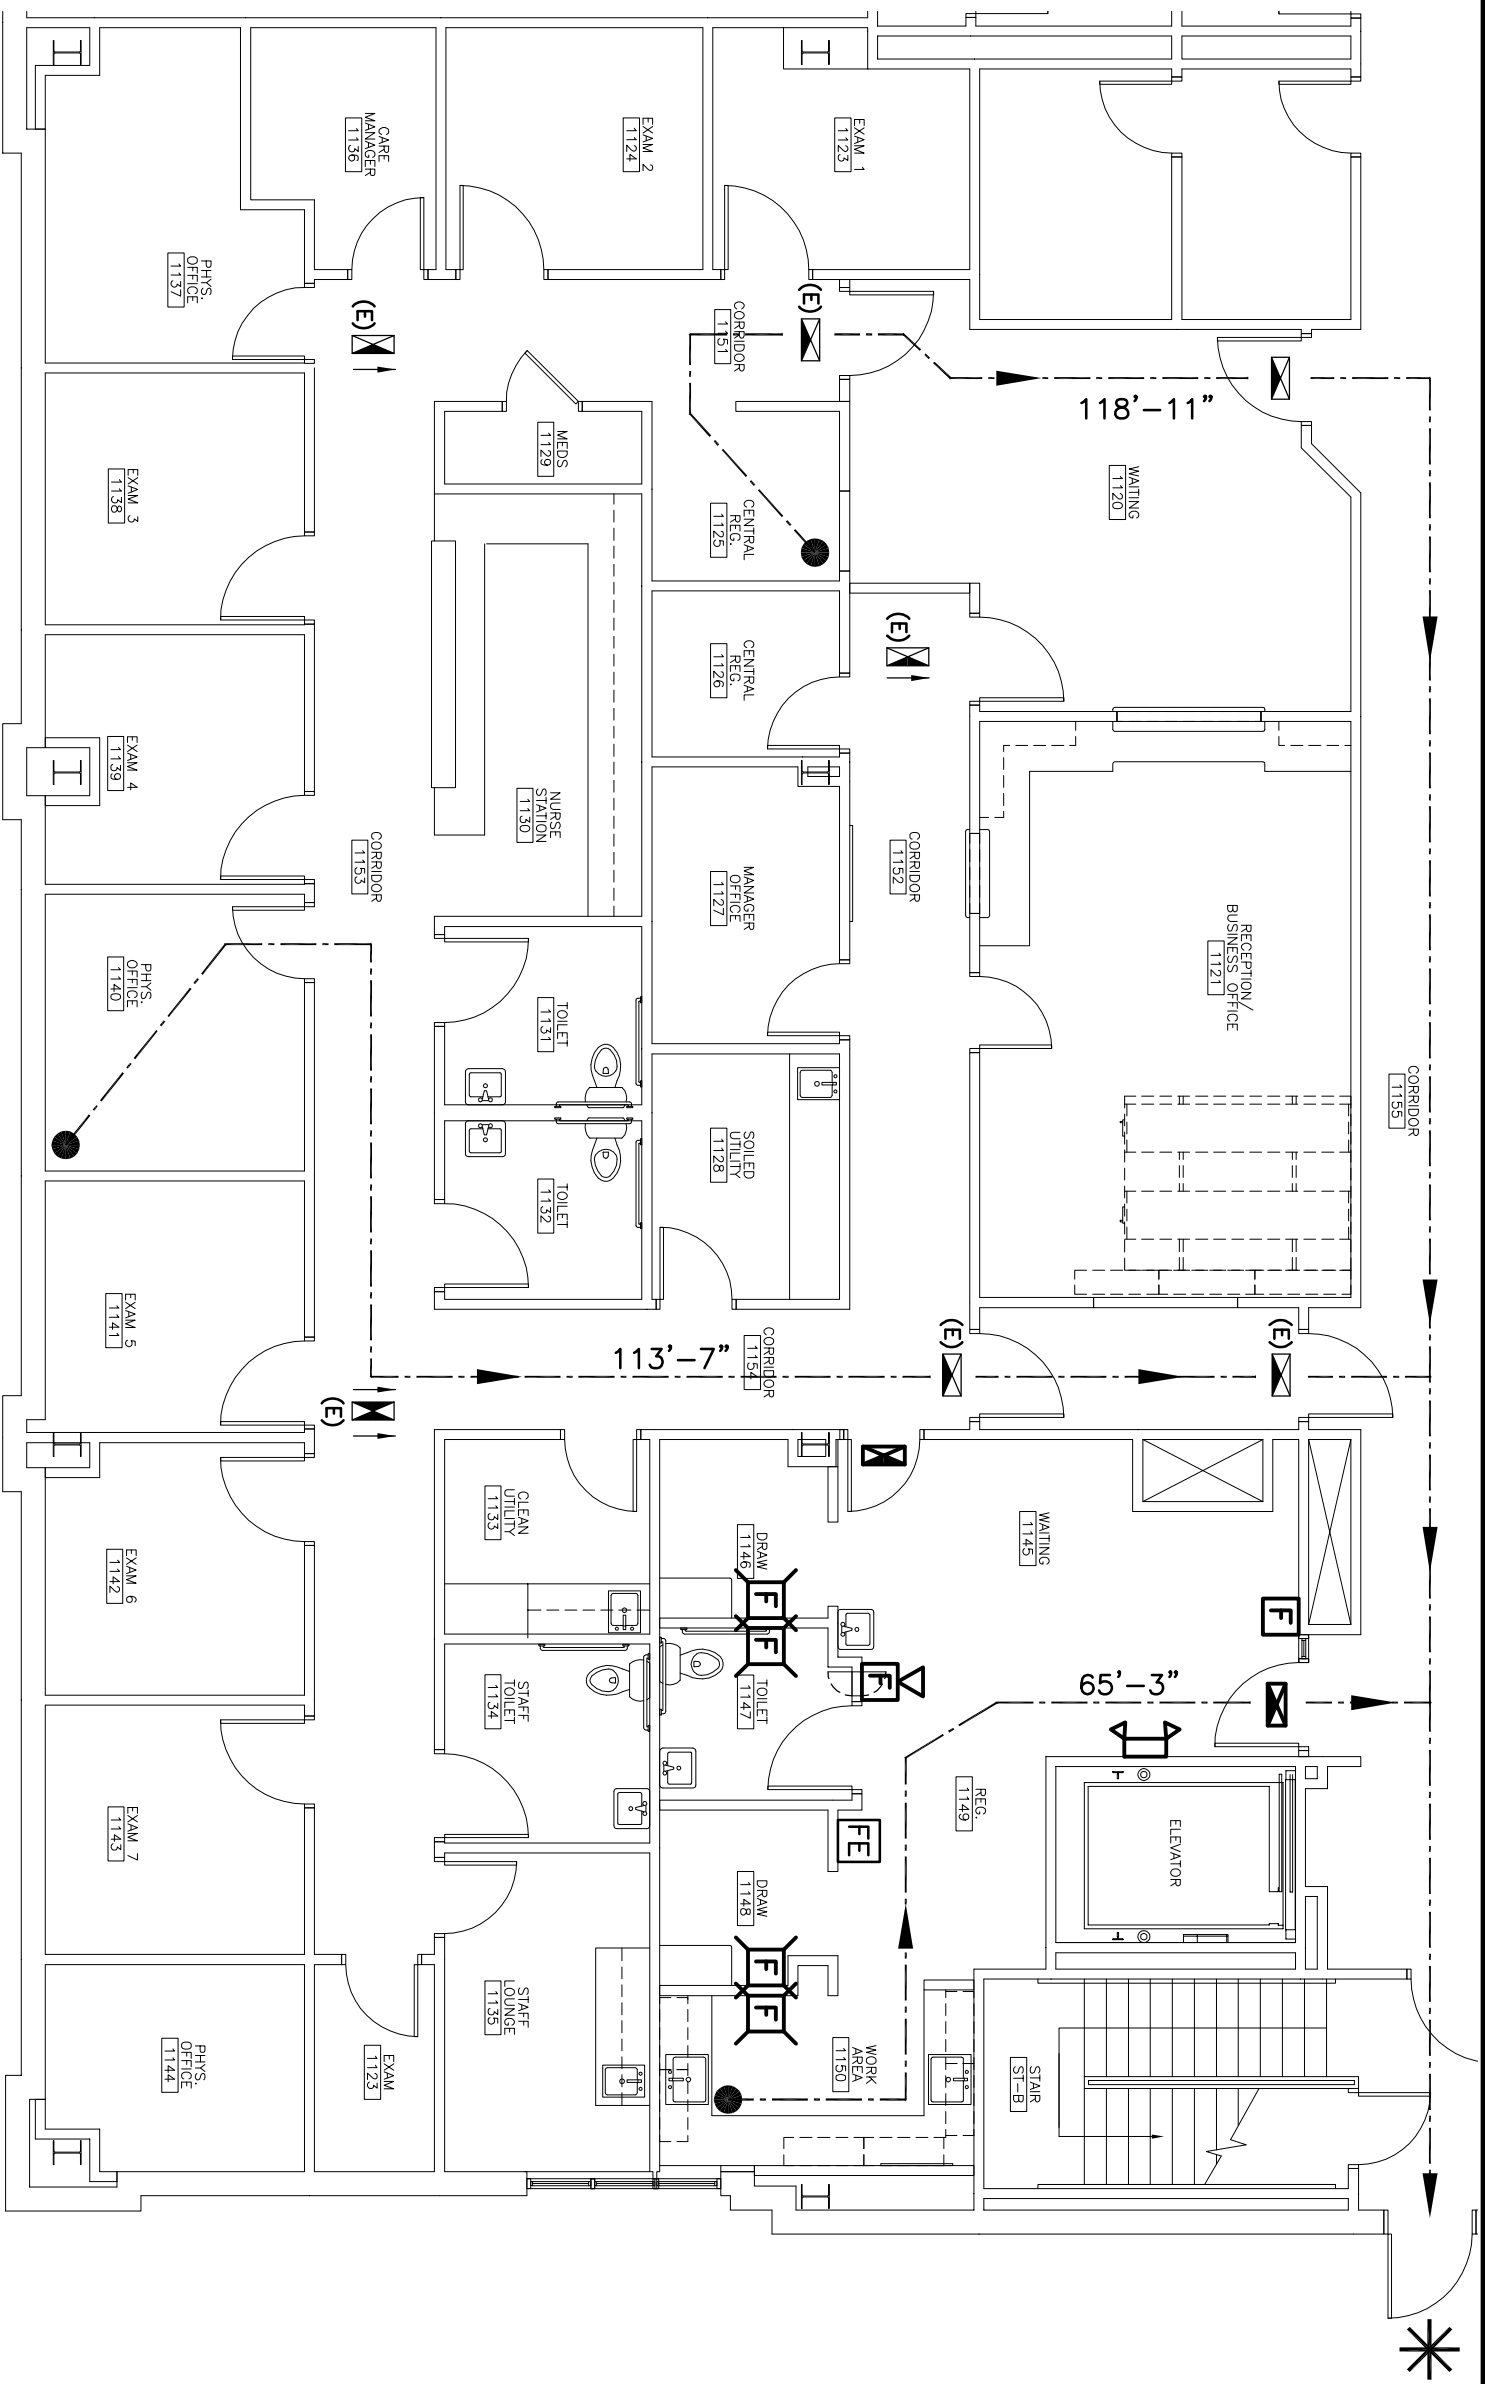 CORRIDOR
1155
(E)
F
RECEPTION/
BUSINESS OFFICE
1121
ELEVATOR
118'-11"
65'-3"
WAITING
1120
WAITING
1145
STAIR
ST-B
REG.
1149
(E)
(E)
CORRIDOR
1152
F
EXAM 1
1123
FE
WORK
AREA
1150
(E)
CORRIDOR
1151
CENTRAL
REG.
1125
CENTRAL
REG.
1126
MANAGER
OFFICE
1127
SOILED
UTILITY
1128
CORRIDOR
1154
DRAW
1146
F
F
TOILET
1147
DRAW
1148
F
F
113'-7"
EXAM 2
1124
MEDS
1129
NURSE
STATION
1130
TOILET
1131
TOILET
1132
CLEAN
UTILITY
1133
STAFF
TOILET
1134
STAFF
LOUNGE
1135
CARE
MANAGER
1136
(E)
CORRIDOR
1153
(E)
EXAM
1123
PHYS.
OFFICE
1137
EXAM 3
1138
EXAM 4
1139
PHYS.
OFFICE
1140
EXAM 5
1141
EXAM 6
1142
EXAM 7
1143
PHYS.
OFFICE
1144